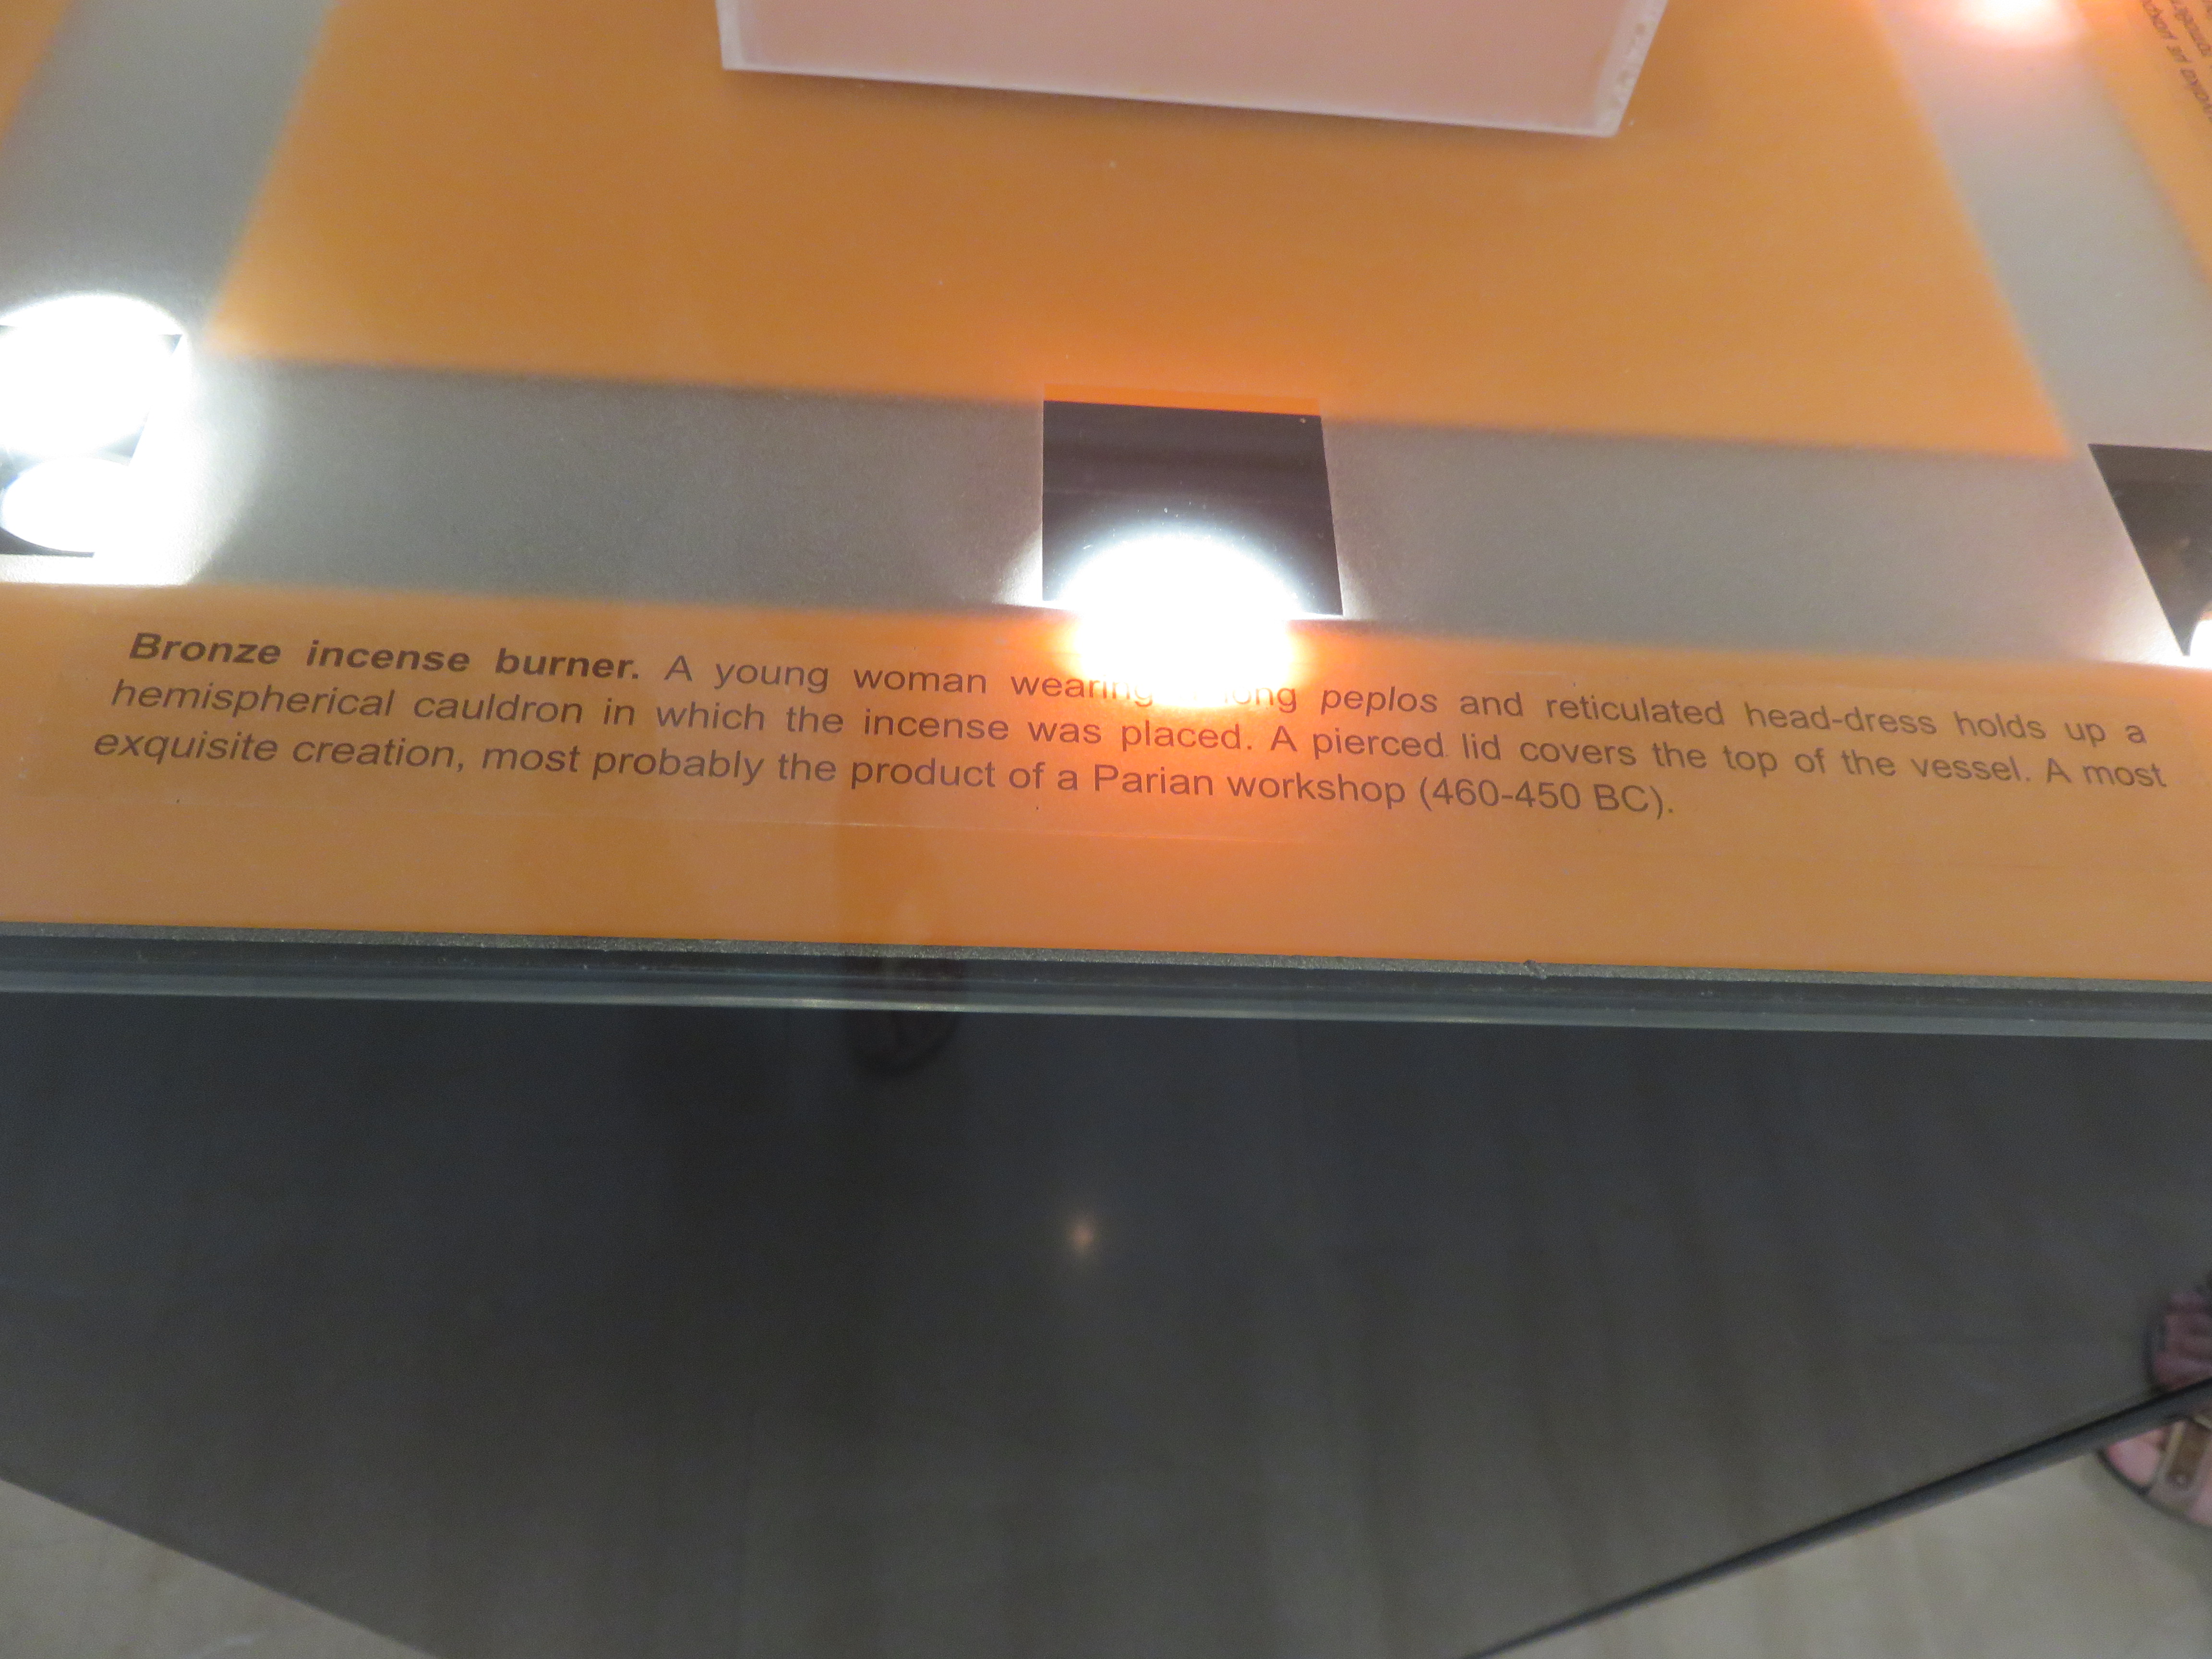 Bronze incense burner. A young woman wearing long peplos and reticulated head-dress holds up a
hemispherical cauldron in which the incense was placed. A pierced lid covers the top of the vessel. A most
exquisite creation, most probably the product of a Parian workshop (460-450 BC).